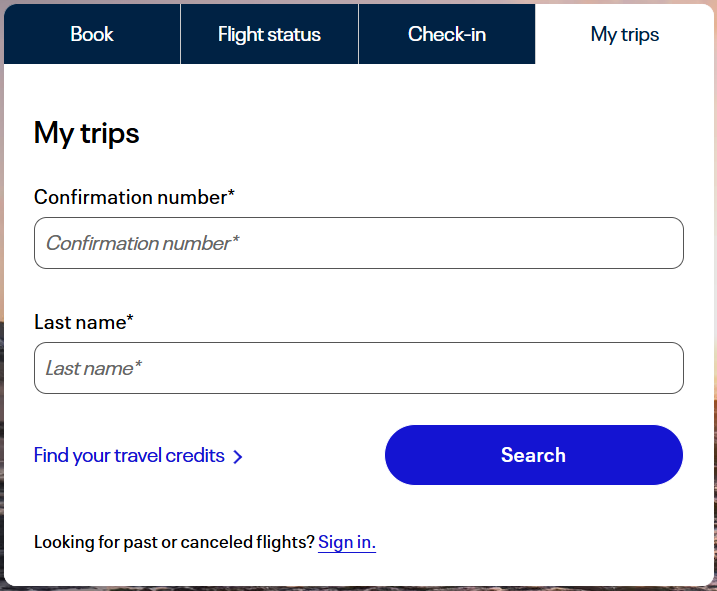 Book
Flight status
Check-in
My trips
My trips
Confirmation number*
Confirmation number*
Last name*
Last name*
Find your travel credits
Search
Looking for past or canceled flights? Sign in.